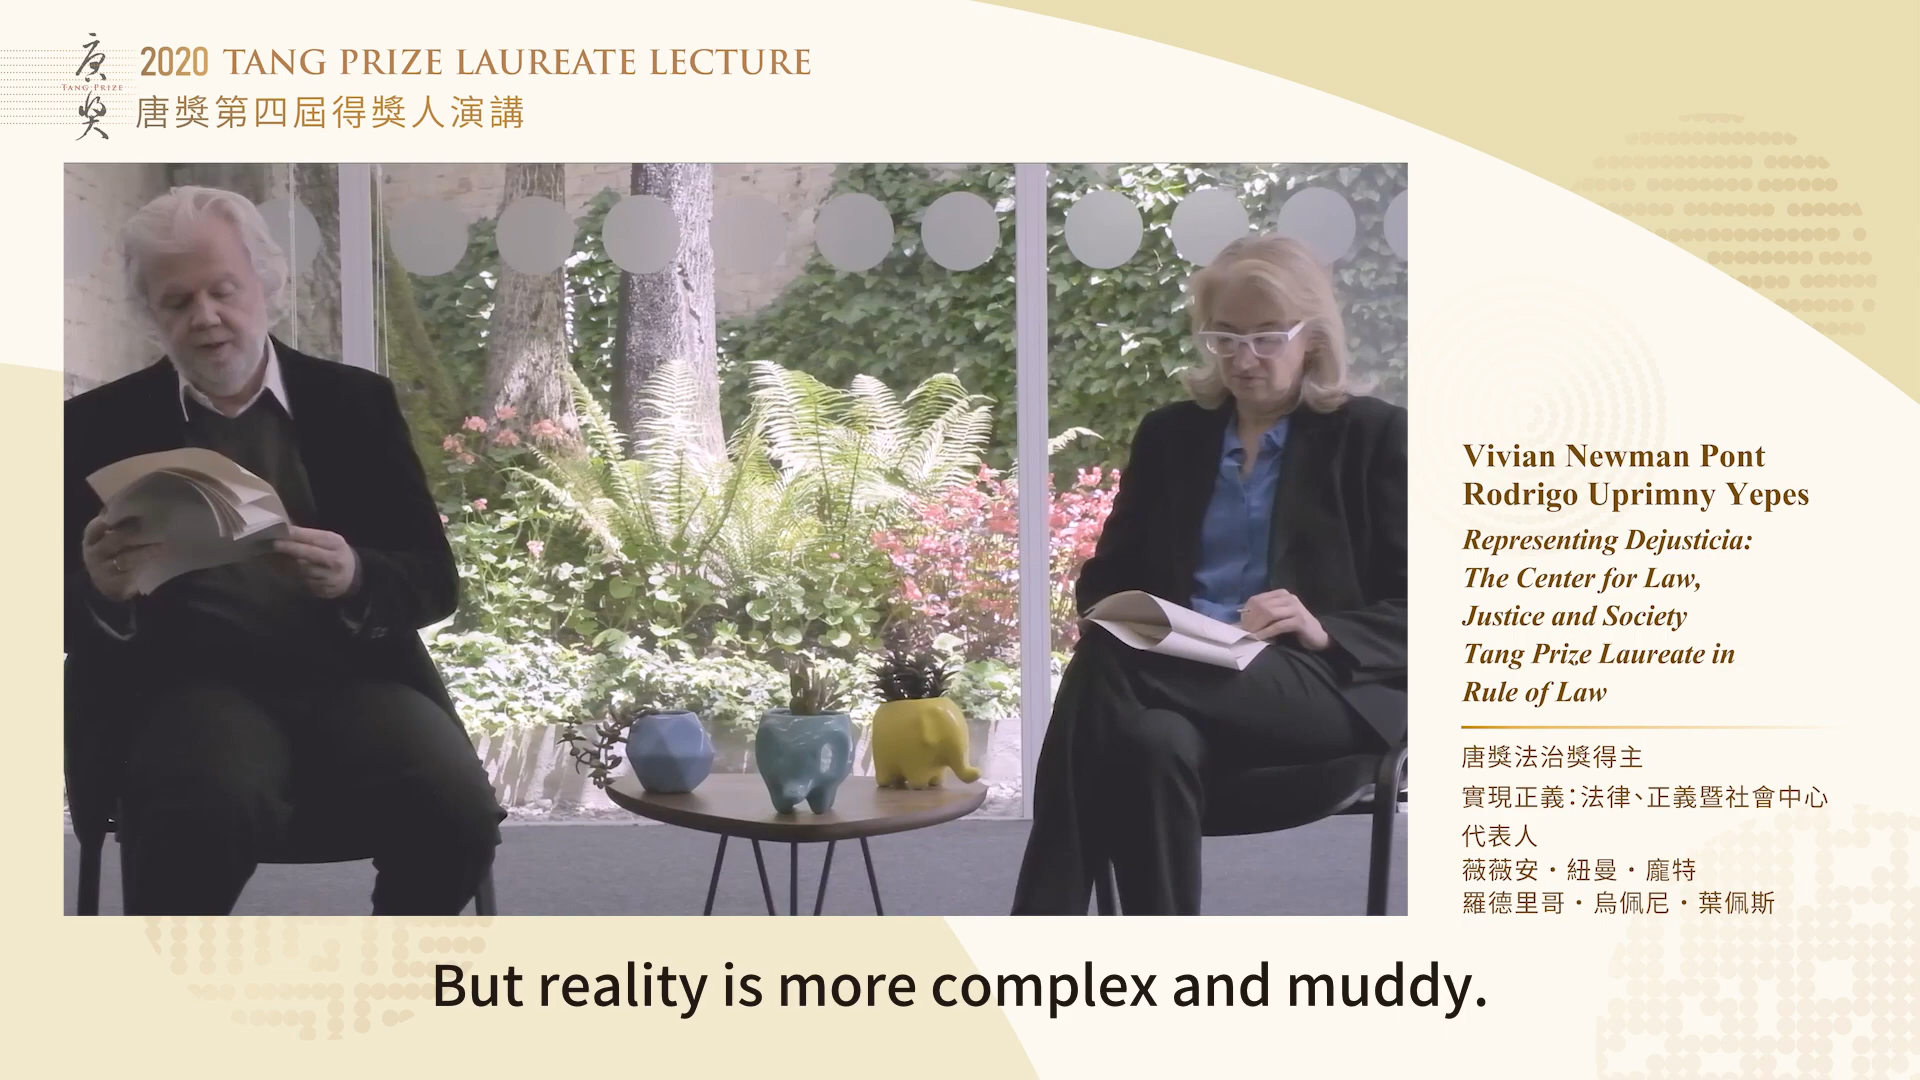 唐獎
TANG PRIZE
2020 TANG PRIZE LAUREATE LECTURE
唐獎第四屆得獎人演講
Vivian Newman Pont
Rodrigo Uprimny Yepes
Representing Dejusticia:
The Center for Law,
Justice and Society
Tang Prize Laureate in
Rule of Law
唐獎法治獎得主
實現正義：法律、正義暨社會中心
代表人
薇薇安・紐曼・龐特
羅德里哥・烏佩尼・葉佩斯
But reality is more complex and muddy.